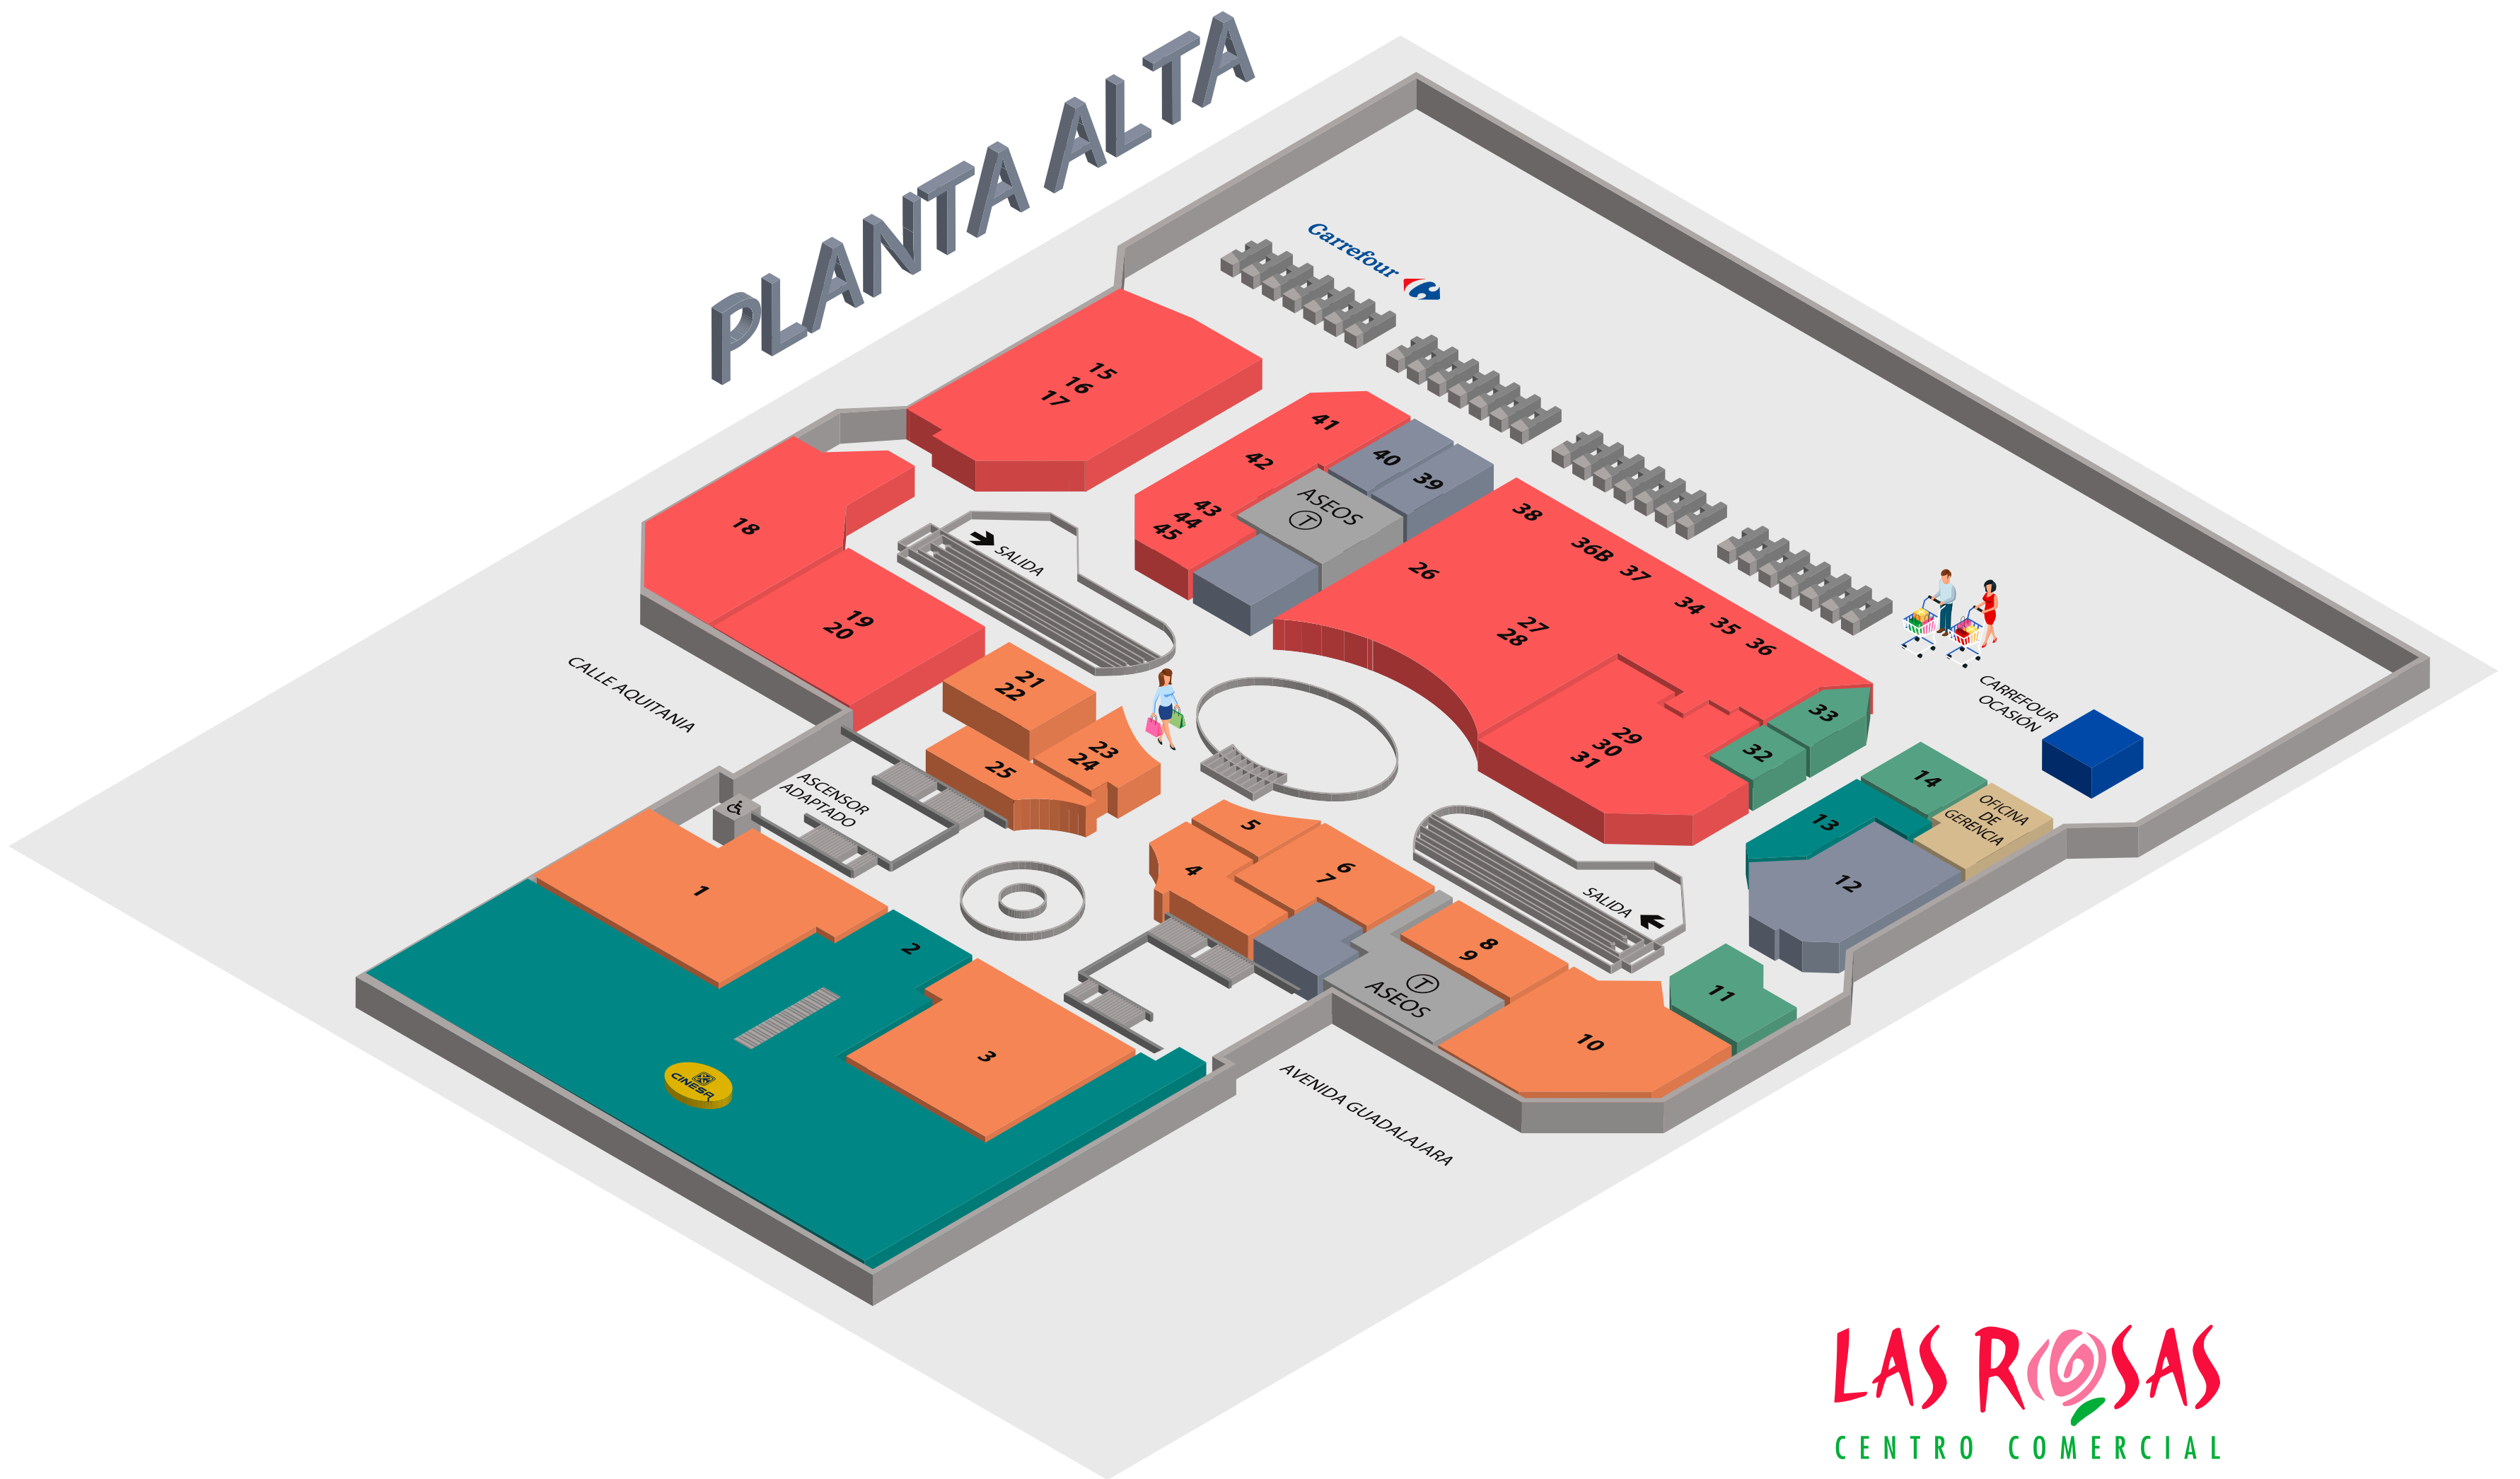 PLANTA ALTA
Carrefour
15
16
17
41
42
40
39
43
44
45
ASEOS
T
18
SALIDA
38
36B
37
26
34
35
36
27
28
19
20
CALLE AQUITANIA
21
22
23
24
25
29
30
31
33
32
CARREFOUR
OCASIÓN
14
OFICINA
DE
GERENCIA
13
12
ASCENSOR
ADAPTADO
5
4
6
7
SALIDA
1
2
8
9
T
ASEOS
11
10
3
CINESA
AVENIDA GUADALAJARA
LAS ROSAS
CENTRO COMERCIAL